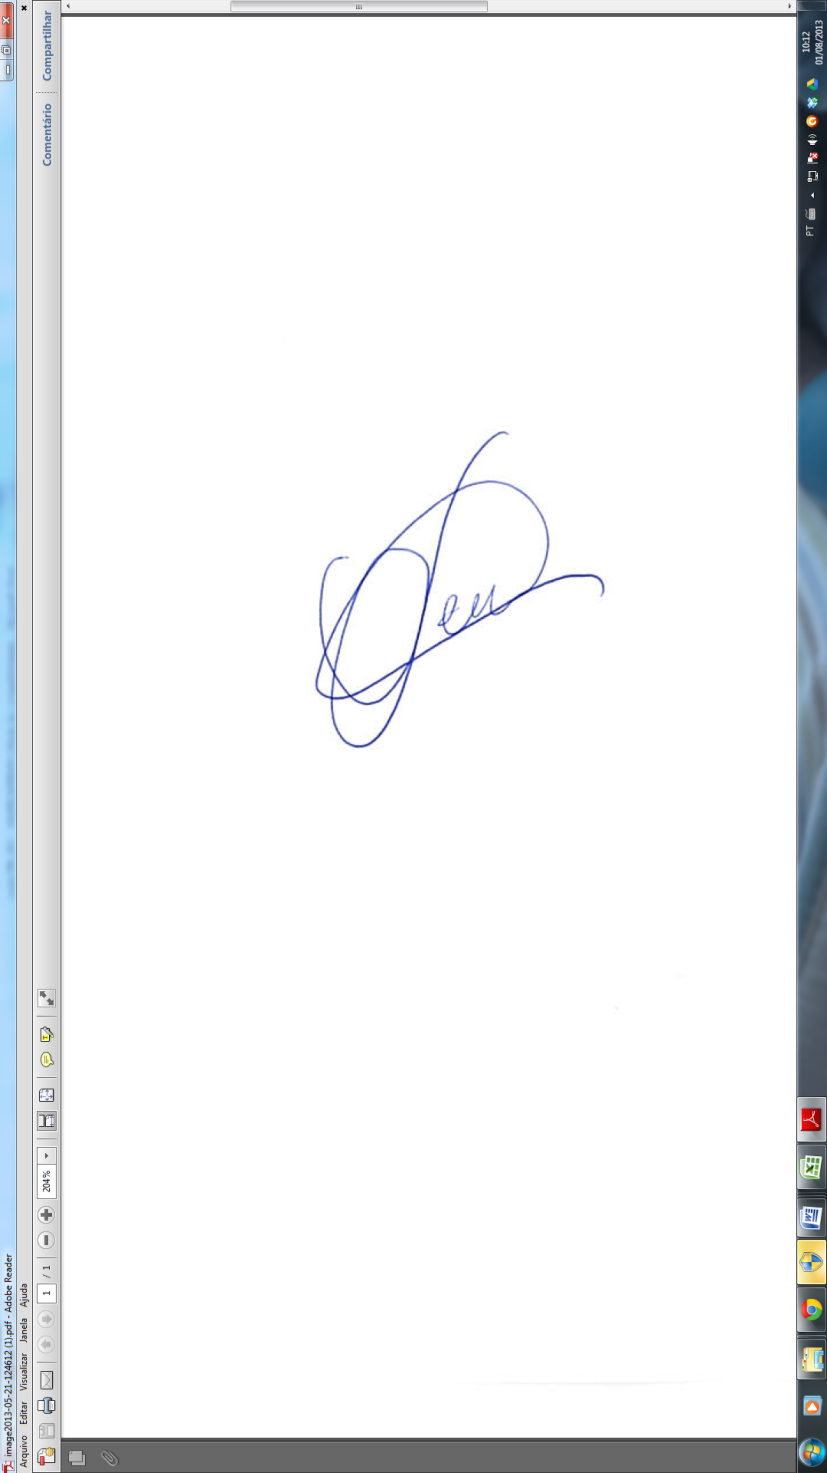 image2013-05-21-124612 (1).pdf - Adobe Reader
Arquivo Editar Visualizar Janela Ajuda
1 / 1 204% Comentário Compartilhar
PT 10:12
01/08/2013